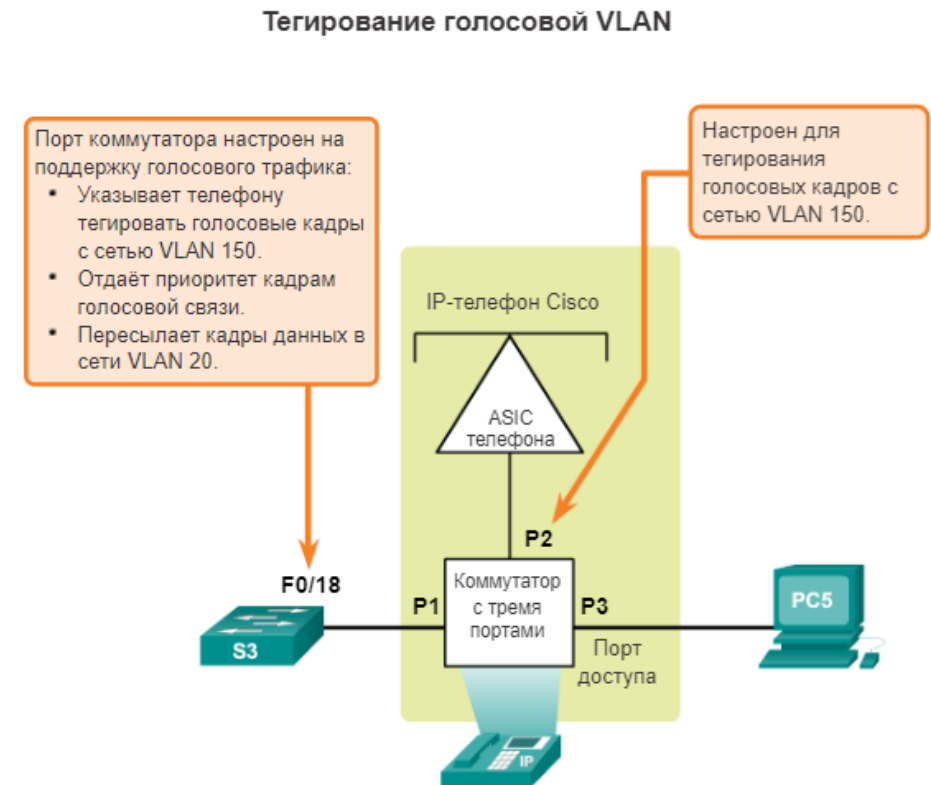 Тегирование голосовой VLAN
Порт коммутатора настроен на
поддержку голосового трафика:
▪ Указывает телефону
тегировать голосовые кадры
с сетью VLAN 150.
▪ Отдаёт приоритет кадрам
голосовой связи.
▪ Пересылает кадры данных в
сети VLAN 20.
Настроен для
тегирования
голосовых кадров с
сетью VLAN 150.
IP-телефон Cisco
ASIC
телефона
P2
F0/18
S3
P1
Коммутатор
с тремя
портами
P3
Порт
доступа
PC5
IP